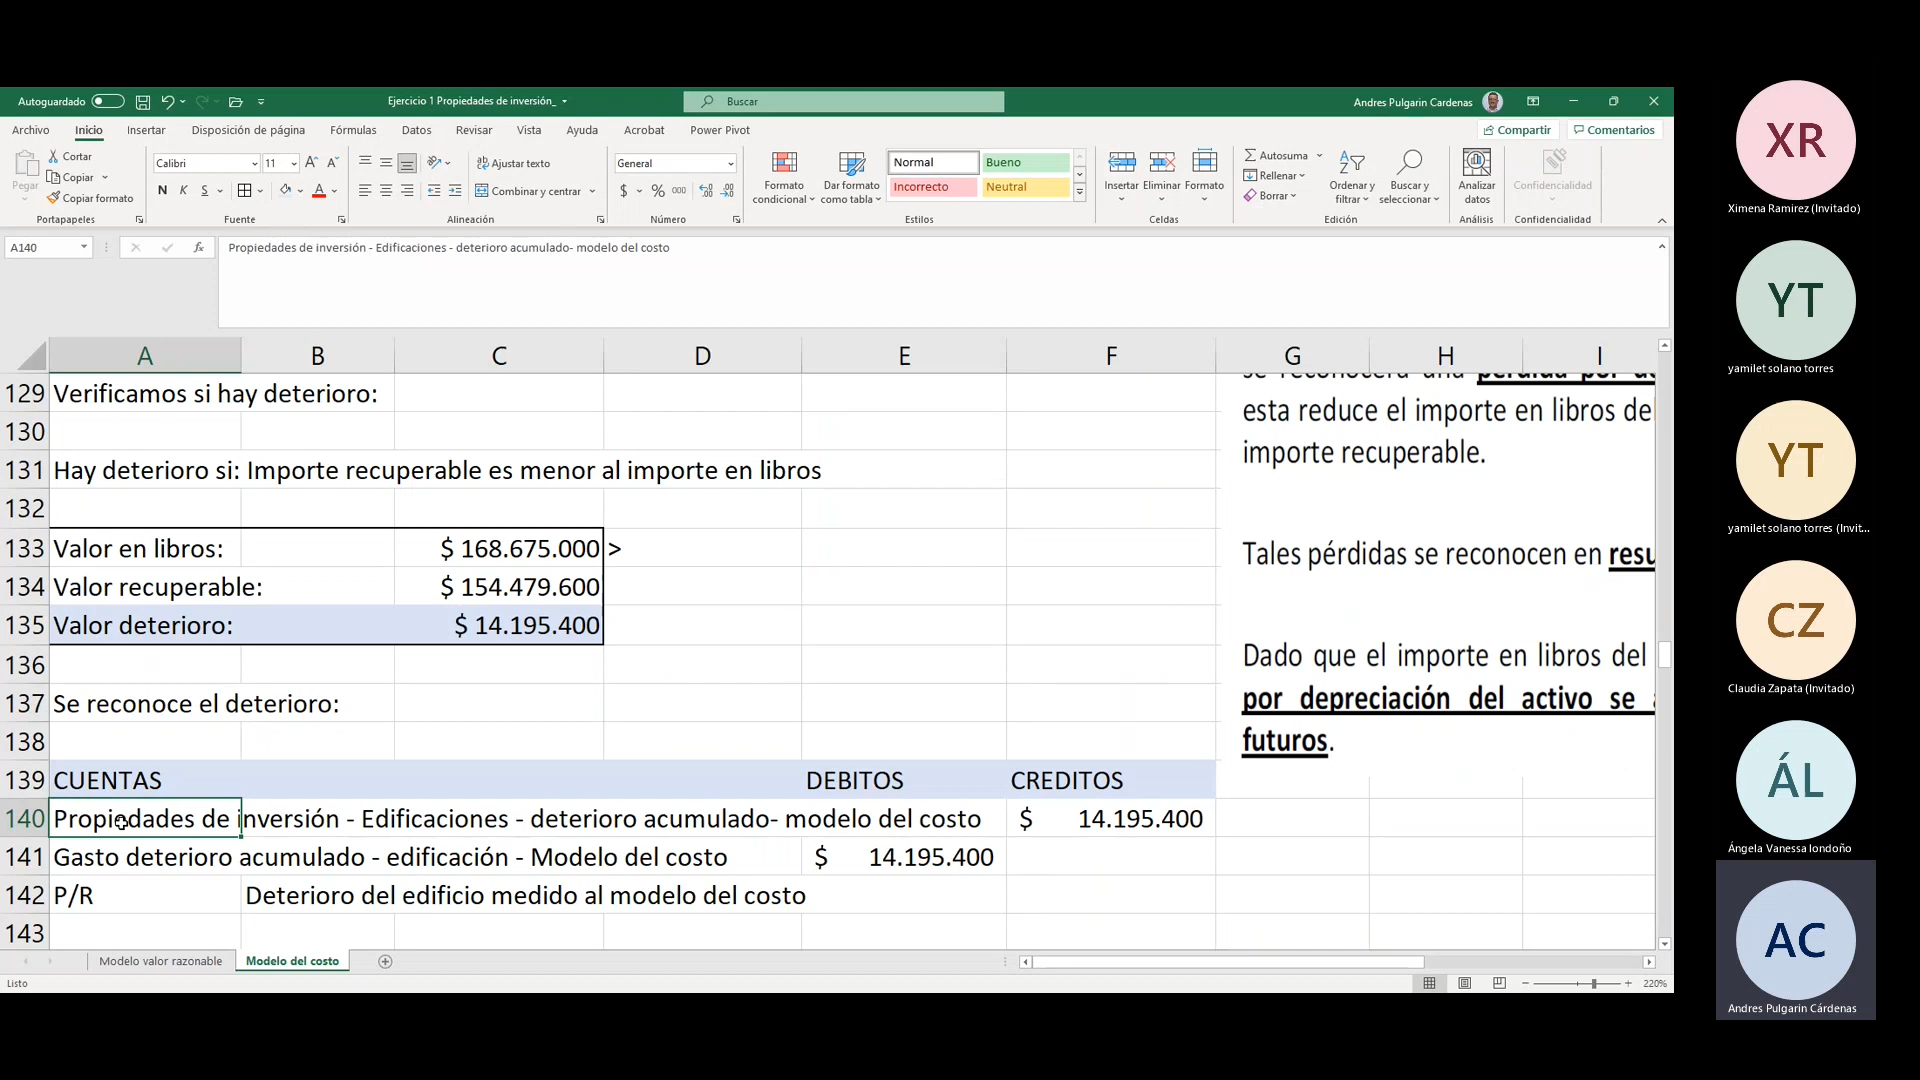 Autoguardado
Ejercicio 1 Propiedades de inversión_
Buscar
Andres Pulgarin Cardenas
Archivo Inicio Insertar Disposición de página Fórmulas Datos Revisar Vista Ayuda Acrobat Power Pivot
Compartir Comentarios
Pegar
Cortar
Copiar
Copiar formato
Portapapeles
Calibri 11
N K S
Fuente
Ajustar texto
Combinar y centrar
Alineación
General
$ % 000
Número
Formato condicional
Dar formato como tabla
Normal Bueno
Incorrecto Neutral
Estilos
Insertar Eliminar Formato
Celdas
Autosuma
Rellenar
Borrar
Ordenar y filtrar
Buscar y seleccionar
Edición
Analizar datos
Análisis
Confidencialidad
Confidencialidad
A140
fx
Propiedades de inversión - Edificaciones - deterioro acumulado- modelo del costo
A B C D E F G H I
129 Verificamos si hay deterioro:
130
131 Hay deterioro si: Importe recuperable es menor al importe en libros
132
133 Valor en libros: $ 168.675.000 >
134 Valor recuperable: $ 154.479.600
135 Valor deterioro: $ 14.195.400
136
137 Se reconoce el deterioro:
138
139 CUENTAS DEBITOS CREDITOS
140 Propiedades de inversión - Edificaciones - deterioro acumulado- modelo del costo $ 14.195.400
141 Gasto deterioro acumulado - edificación - Modelo del costo $ 14.195.400
142 P/R Deterioro del edificio medido al modelo del costo
143
esta reduce el importe en libros del
importe recuperable.
Tales pérdidas se reconocen en
Dado que el importe en libros del
por depreciación del activo se
futuros.
Modelo valor razonable Modelo del costo
Listo
220%
XR
Ximena Ramirez (Invitado)
YT
yamilet solano torres
YT
yamilet solano torres (Invit...
CZ
Claudia Zapata (Invitado)
ÁL
Ángela Vanessa londoño
AC
Andres Pulgarin Cárdenas